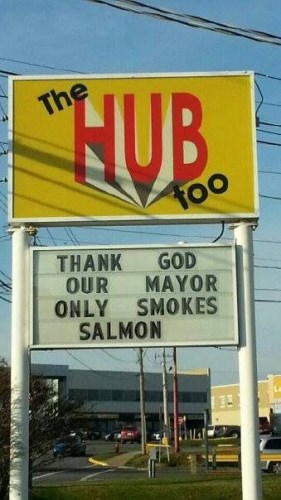 The
HUB
too
THANK GOD
OUR MAYOR
ONLY SMOKES
SALMON